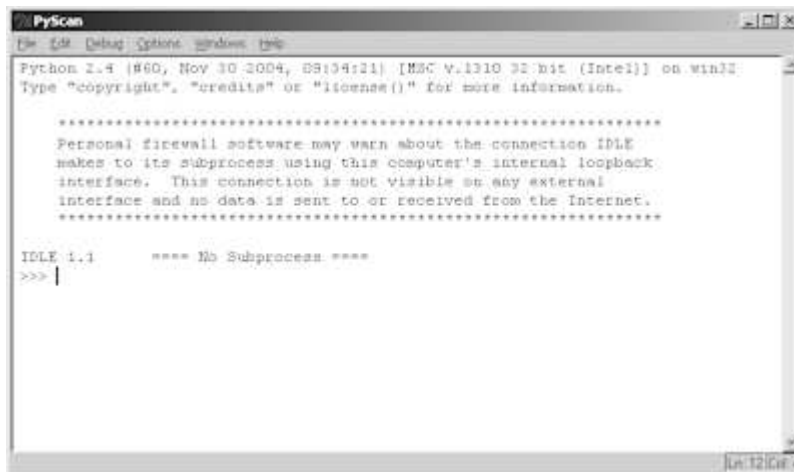 PyScan
File Edit Debug Options Windows Help
Python 2.4 (#60, Nov 30 2004, 09:34:21) [MSC v.1310 32 bit (Intel)] on win32
Type "copyright", "credits" or "license()" for more information.
****************************************************************
Personal firewall software may warn about the connection IDLE
makes to its subprocess using this computer's internal loopback
interface. This connection is not visible on any external
interface and no data is sent to or received from the Internet.
****************************************************************
IDLE 1.1 ==== No Subprocess ====
>>>
Ln: 12 Col: